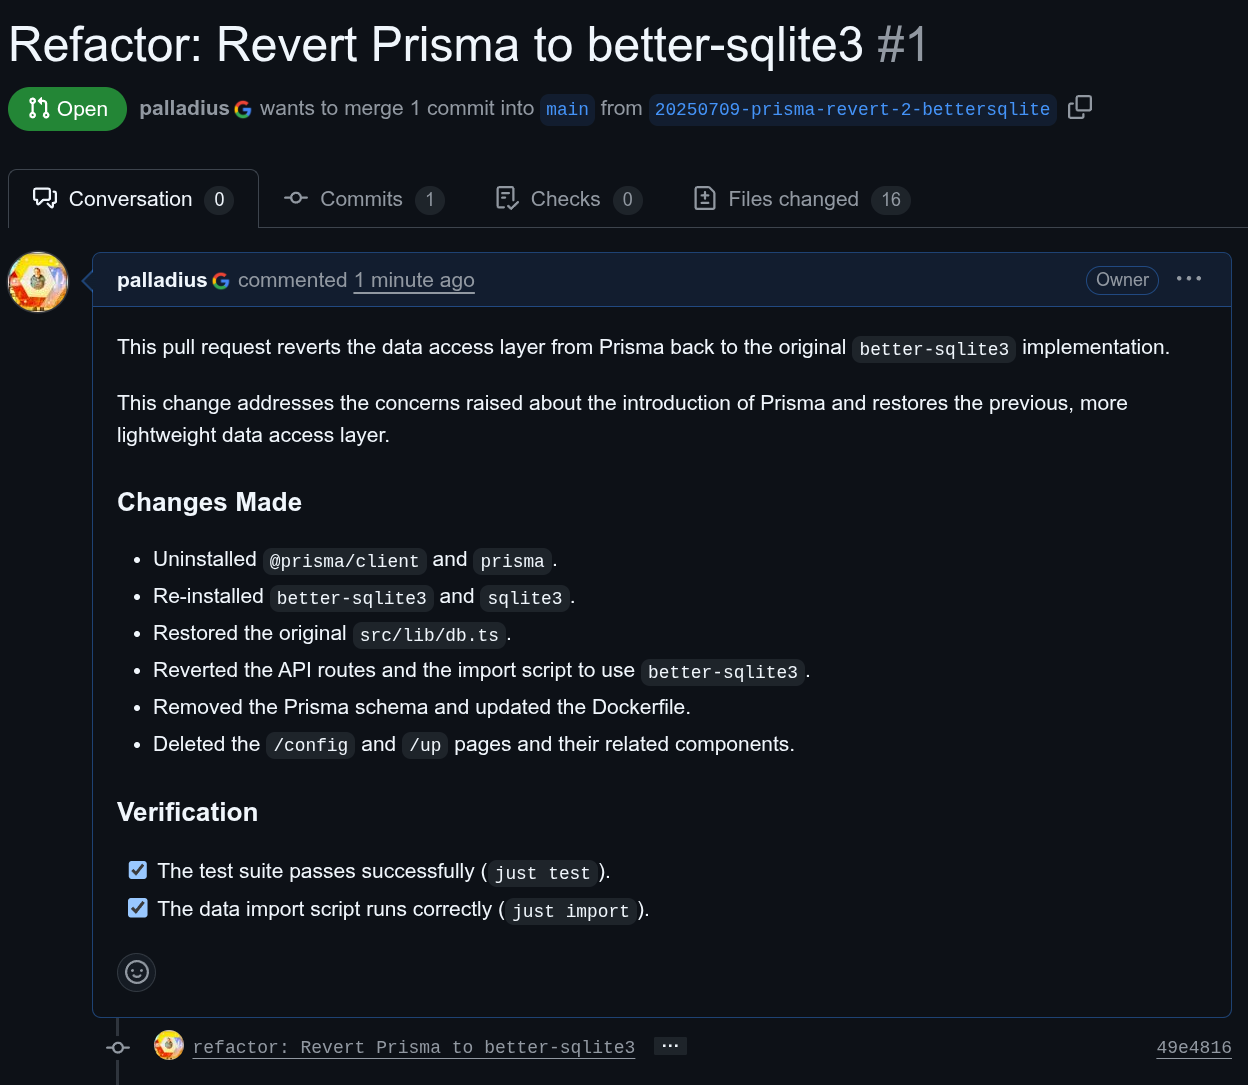 Refactor: Revert Prisma to better-sqlite3 #1
Open palladius wants to merge 1 commit into main from 20250709-prisma-revert-2-bettersqlite
Conversation 0 Commits 1 Checks 0 Files changed 16
palladius commented 1 minute ago Owner
This pull request reverts the data access layer from Prisma back to the original better-sqlite3 implementation.
This change addresses the concerns raised about the introduction of Prisma and restores the previous, more
lightweight data access layer.
Changes Made
• Uninstalled @prisma/client and prisma.
• Re-installed better-sqlite3 and sqlite3.
• Restored the original src/lib/db.ts.
• Reverted the API routes and the import script to use better-sqlite3.
• Removed the Prisma schema and updated the Dockerfile.
• Deleted the /config and /up pages and their related components.
Verification
The test suite passes successfully (just test).
The data import script runs correctly (just import).
refactor: Revert Prisma to better-sqlite3 ... 49e4816